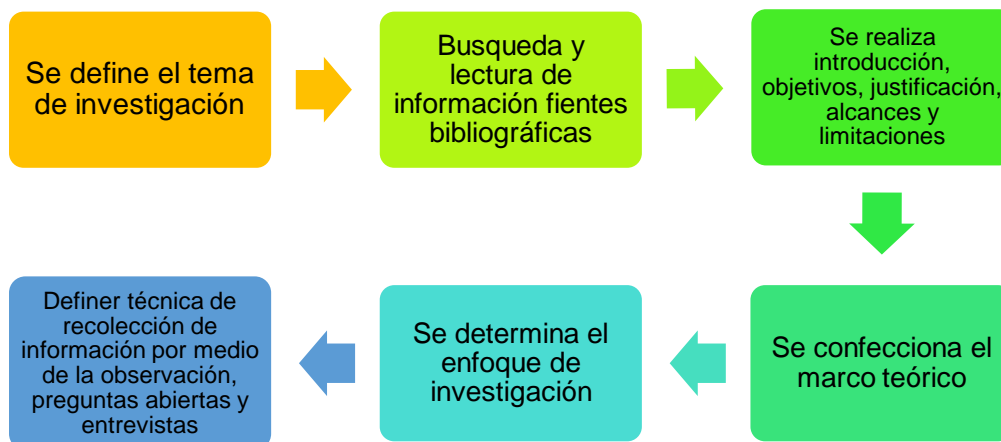 Se define el tema
de investigación
Busqueda y
lectura de
información fientes
bibliográficas
Se realiza
introducción,
objetivos, justificación,
alcances y
limitaciones
Se confecciona el
marco teórico
Se determina el
enfoque de
investigación
Definer técnica de
recolección de
información por medio
de la observación,
preguntas abiertas y
entrevistas